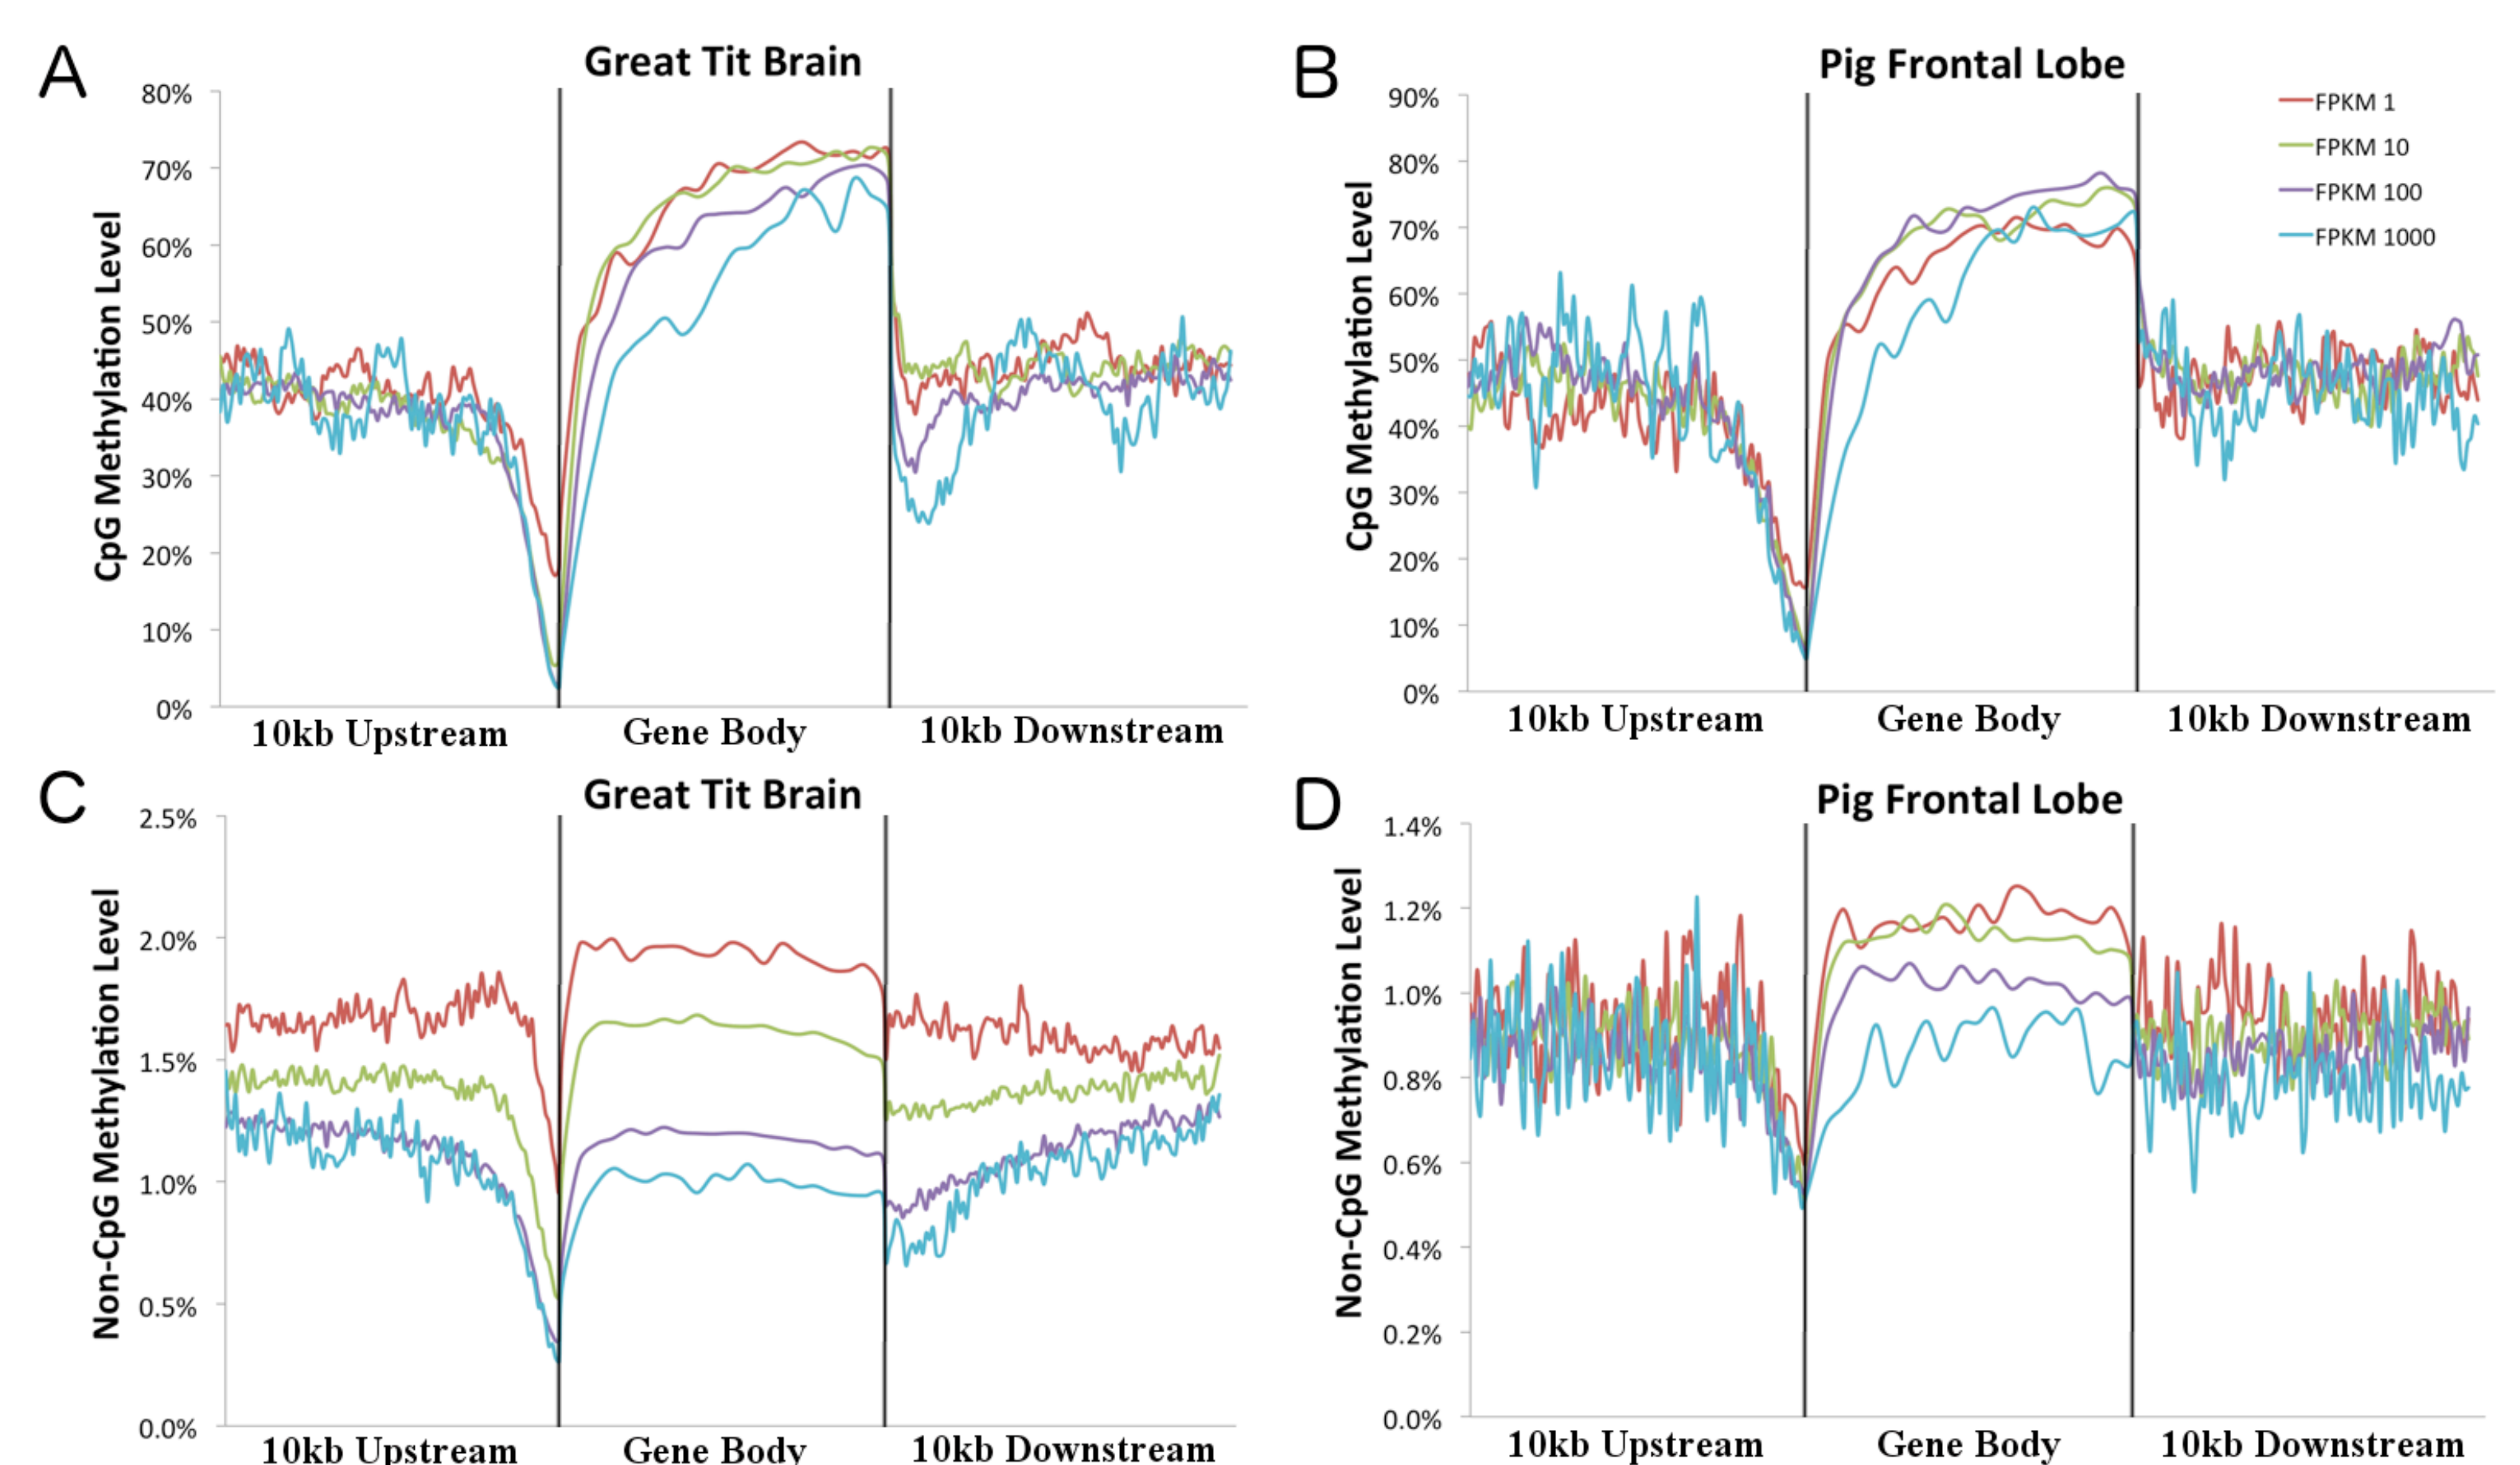 A
Great Tit Brain
CpG Methylation Level
80%
70%
60%
50%
40%
30%
20%
10%
0%
10kb Upstream
Gene Body
10kb Downstream
B
Pig Frontal Lobe
CpG Methylation Level
90%
80%
70%
60%
50%
40%
30%
20%
10%
0%
FPKM 1
FPKM 10
FPKM 100
FPKM 1000
10kb Upstream
Gene Body
10kb Downstream
C
Great Tit Brain
Non-CpG Methylation Level
2.5%
2.0%
1.5%
1.0%
0.5%
0.0%
10kb Upstream
Gene Body
10kb Downstream
D
Pig Frontal Lobe
Non-CpG Methylation Level
1.4%
1.2%
1.0%
0.8%
0.6%
0.4%
0.2%
0.0%
10kb Upstream
Gene Body
10kb Downstream